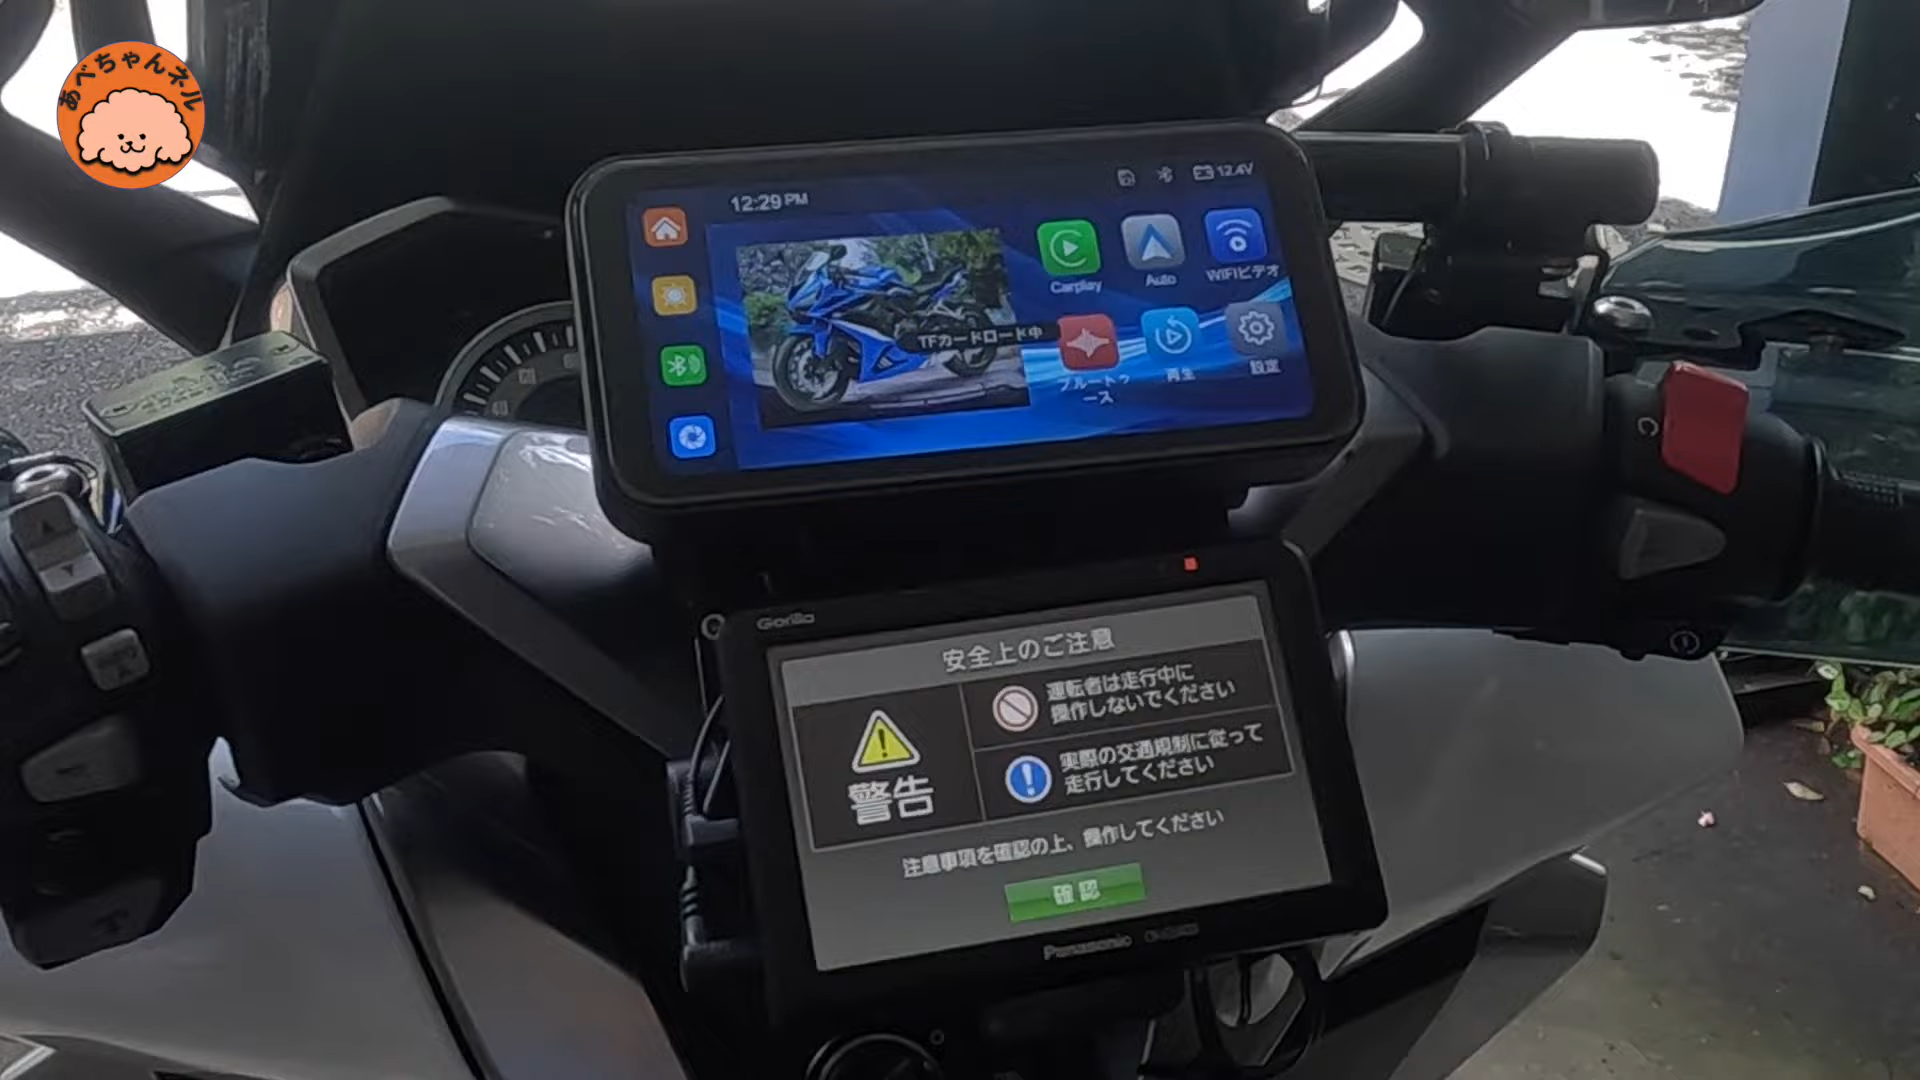 あべちゃんネル
12:29 PM
12.4V
Carplay
Auto
WIFIビデオ
TFカードロード中
ブルートゥ
ース
再生
設定
Gorilla
安全上のご注意
警告
運転者は走行中に
操作しないでください
実際の交通規制に従って
走行してください
注意事項を確認の上、操作してください
確認
Panasonic